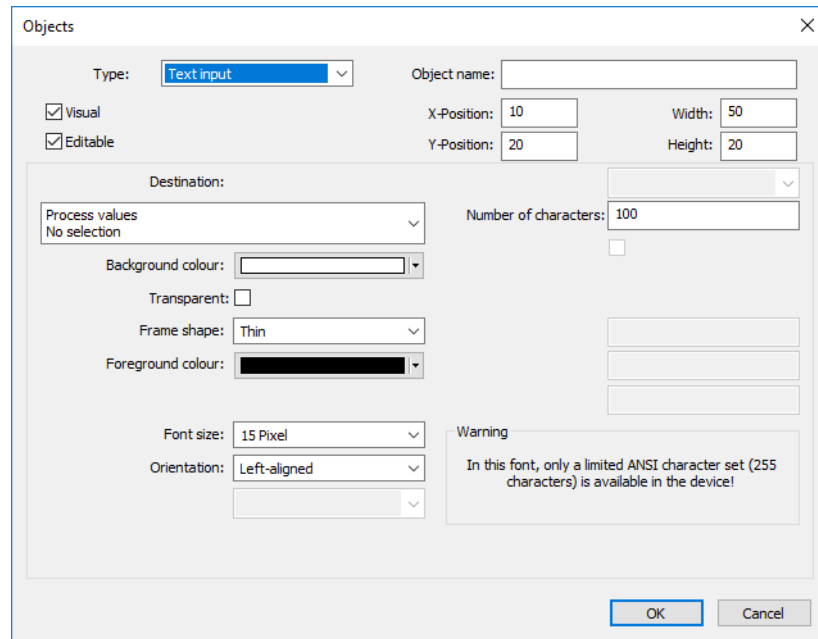 Objects
Type: Text input Object name:
Visual X-Position: 10 Width: 50
Editable Y-Position: 20 Height: 20
Destination:
Process values
No selection
Number of characters: 100
Background colour:
Transparent:
Frame shape: Thin
Foreground colour:
Font size: 15 Pixel
Orientation: Left-aligned
Warning
In this font, only a limited ANSI character set (255
characters) is available in the device!
OK Cancel